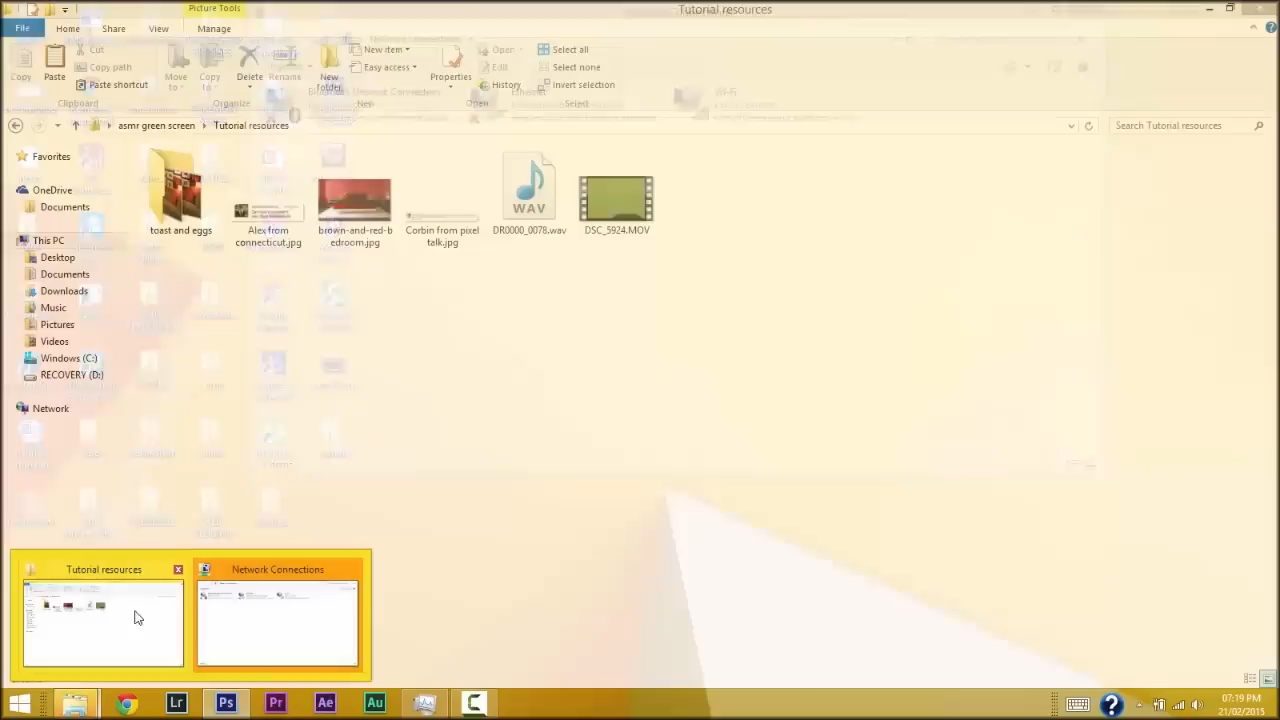 Picture Tools
Tutorial resources
File
Home
Share
View
Manage
Copy
Paste
Cut
Copy path
Paste shortcut
Clipboard
Move to
Copy to
Delete
Rename
Organize
New folder
New item
Easy access
New
Properties
Open
Edit
History
Open
Select all
Select none
Invert selection
Select
asmr green screen
Tutorial resources
Search Tutorial resources
Favorites
OneDrive
Documents
This PC
Desktop
Documents
Downloads
Music
Pictures
Videos
Windows (C:)
RECOVERY (D:)
Network
toast and eggs
Alex from
connecticut.jpg
brown-and-red-b
edroom.jpg
Corbin from pixel
talk.jpg
WAV
DR0000_0078.wav
DSC_5924.MOV
Tutorial resources
Network Connections
Lr
Ps
Pr
Ae
Au
07:19 PM
21/02/2015